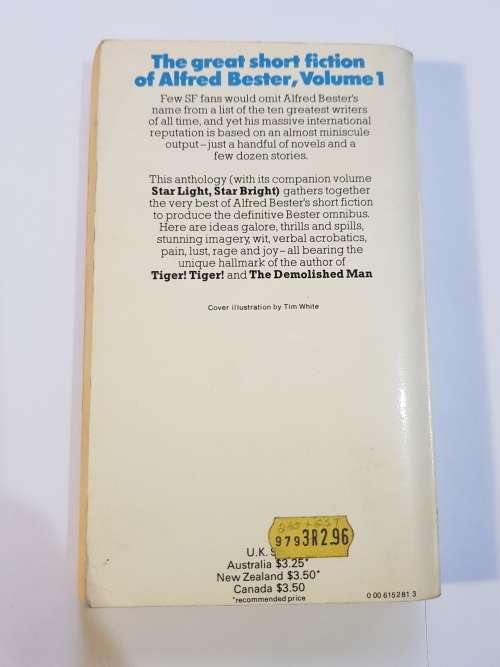 The great short fiction
of Alfred Bester, Volume 1
Few SF fans would omit Alfred Bester's
name from a list of the ten greatest writers
of all time, and yet his massive international
reputation is based on an almost miniscule
output – just a handful of novels and a
few dozen stories.
This anthology (with its companion volume
Star Light, Star Bright) gathers together
the very best of Alfred Bester's short fiction
to produce the definitive Bester omnibus.
Here are ideas galore, thrills and spills,
stunning imagery, wit, verbal acrobatics,
pain, lust, rage and joy – all bearing the
unique hallmark of the author of
Tiger! Tiger! and The Demolished Man
Cover illustration by Tim White
979 3R2.96
U.K.
Australia $3.25*
New Zealand $3.50*
Canada $3.50
*recommended price
0 00 615281 3